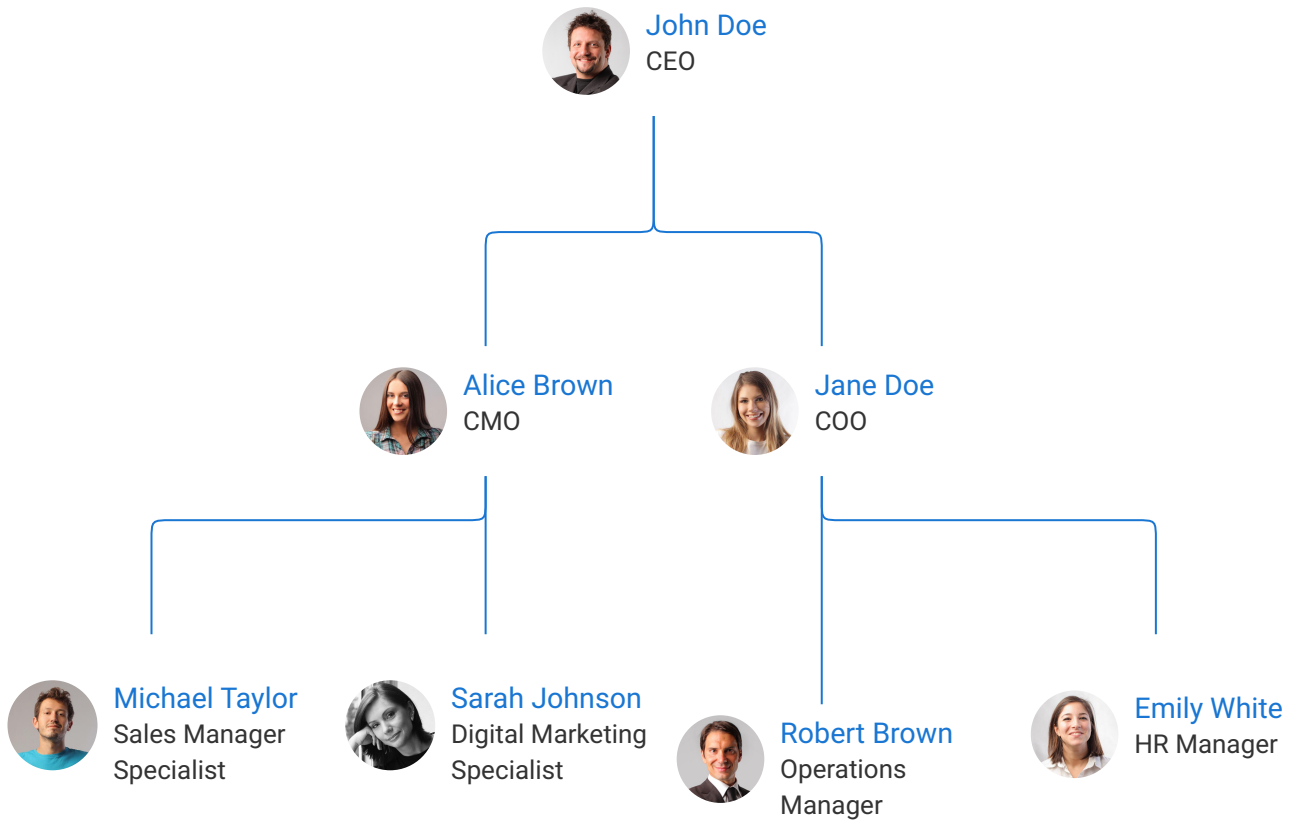 John Doe
CEO
Alice Brown
CMO
Jane Doe
COO
Michael Taylor
Sales Manager
Specialist
Sarah Johnson
Digital Marketing
Specialist
Robert Brown
Operations
Manager
Emily White
HR Manager